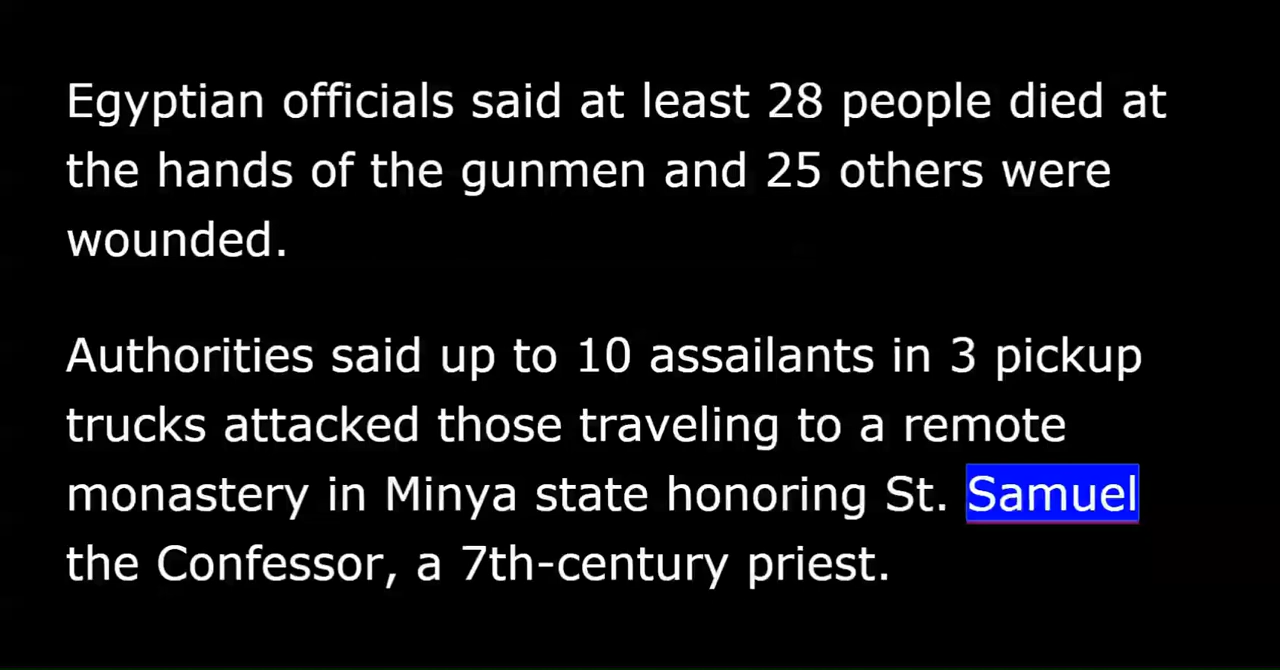 Egyptian officials said at least 28 people died at
the hands of the gunmen and 25 others were
wounded.
Authorities said up to 10 assailants in 3 pickup
trucks attacked those traveling to a remote
monastery in Minya state honoring St. Samuel
the Confessor, a 7th-century priest.